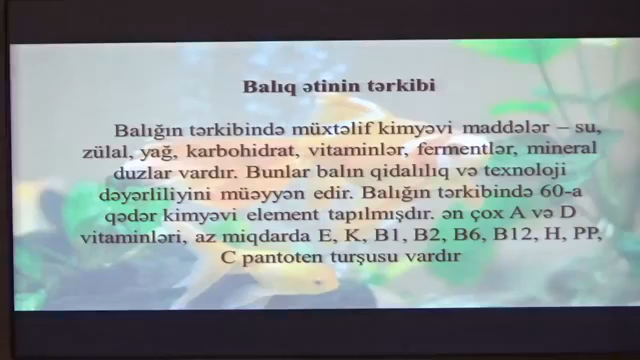 Balıq ətinin tərkibi
Balığın tərkibində müxtəlif kimyəvi maddələr – su,
zülal, yağ, karbohidrat, vitaminlər, fermentlər, mineral
duzlar vardır. Bunlar balın qidalılıq və texnoloji
dəyərliliyini müəyyən edir. Balığın tərkibində 60-a
qədər kimyəvi element tapılmışdır. ən çox A və D
vitaminləri, az miqdarda E, K, B1, B2, B6, B12, H, PP,
C pantoten turşusu vardır